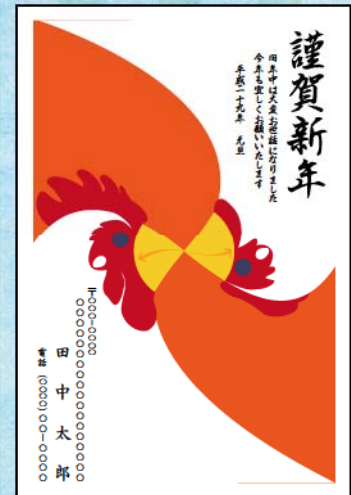 謹賀新年
旧年中は大変お世話になりました
今年も宜しくお願いいたします
平成二十九年　元旦
〒○○○-○○○○
○○○○○○○○○○○○○○○○○○
田中太郎
電話(○○○○)○○-○○○○